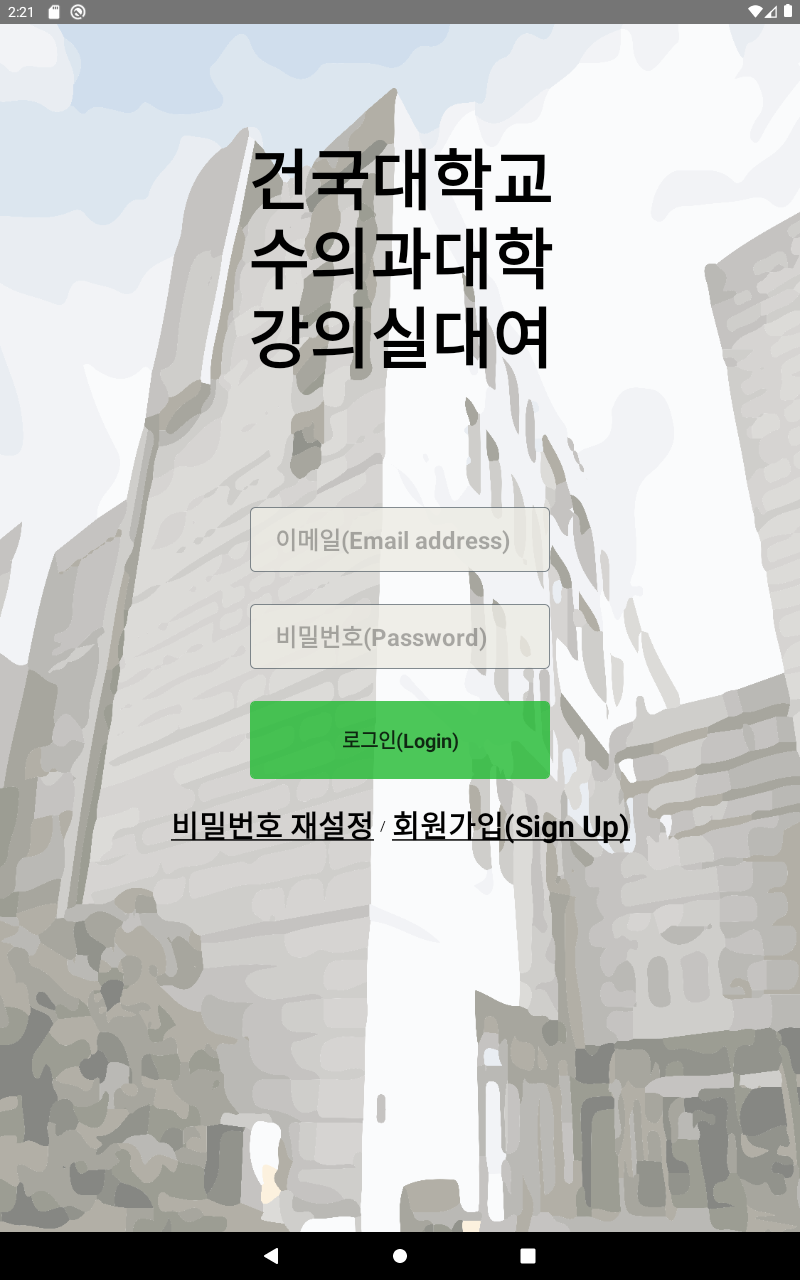 2:21
건국대학교
수의과대학
강의실대여
이메일(Email address)
비밀번호(Password)
로그인(Login)
비밀번호 재설정 / 회원가입(Sign Up)